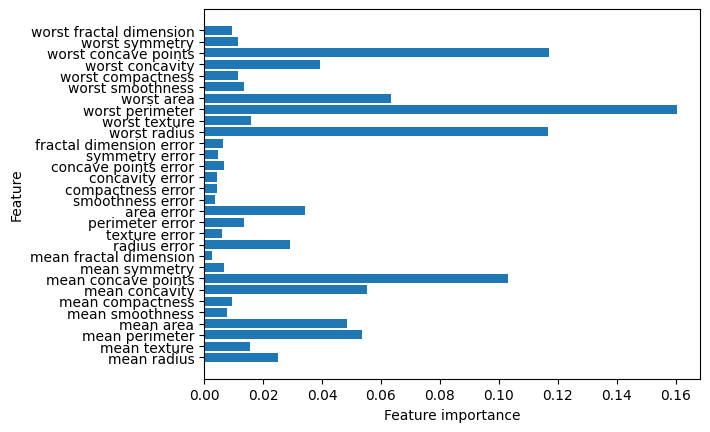 worst fractal dimension
worst symmetry
worst concave points
worst concavity
worst compactness
worst smoothness
worst area
worst perimeter
worst texture
worst radius
fractal dimension error
symmetry error
concave points error
concavity error
compactness error
smoothness error
area error
perimeter error
texture error
radius error
mean fractal dimension
mean symmetry
mean concave points
mean concavity
mean compactness
mean smoothness
mean area
mean perimeter
mean texture
mean radius
Feature
0.00 0.02 0.04 0.06 0.08 0.10 0.12 0.14 0.16
Feature importance